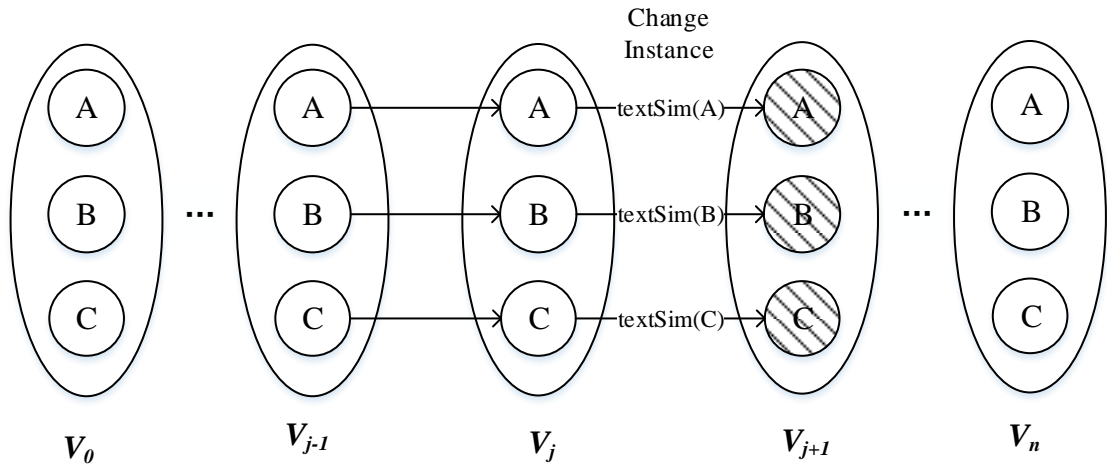 Change
Instance
A A A textSim(A) A A
B B B textSim(B) B B
... ...
C C C textSim(C) C C
V0 Vj-1 Vj Vj+1 Vn